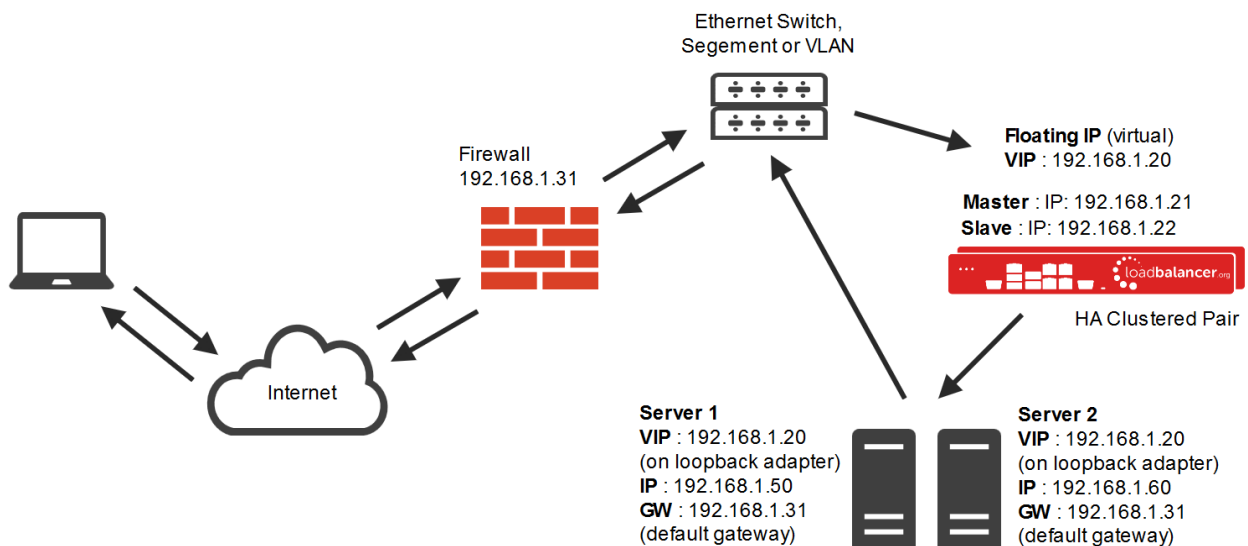 Ethernet Switch,
Segement or VLAN
Floating IP (virtual)
VIP : 192.168.1.20
Firewall
192.168.1.31
Master : IP: 192.168.1.21
Slave : IP: 192.168.1.22
loadbalancer.org
HA Clustered Pair
Internet
Server 1
VIP : 192.168.1.20
(on loopback adapter)
IP : 192.168.1.50
GW : 192.168.1.31
(default gateway)
Server 2
VIP : 192.168.1.20
(on loopback adapter)
IP : 192.168.1.60
GW : 192.168.1.31
(default gateway)